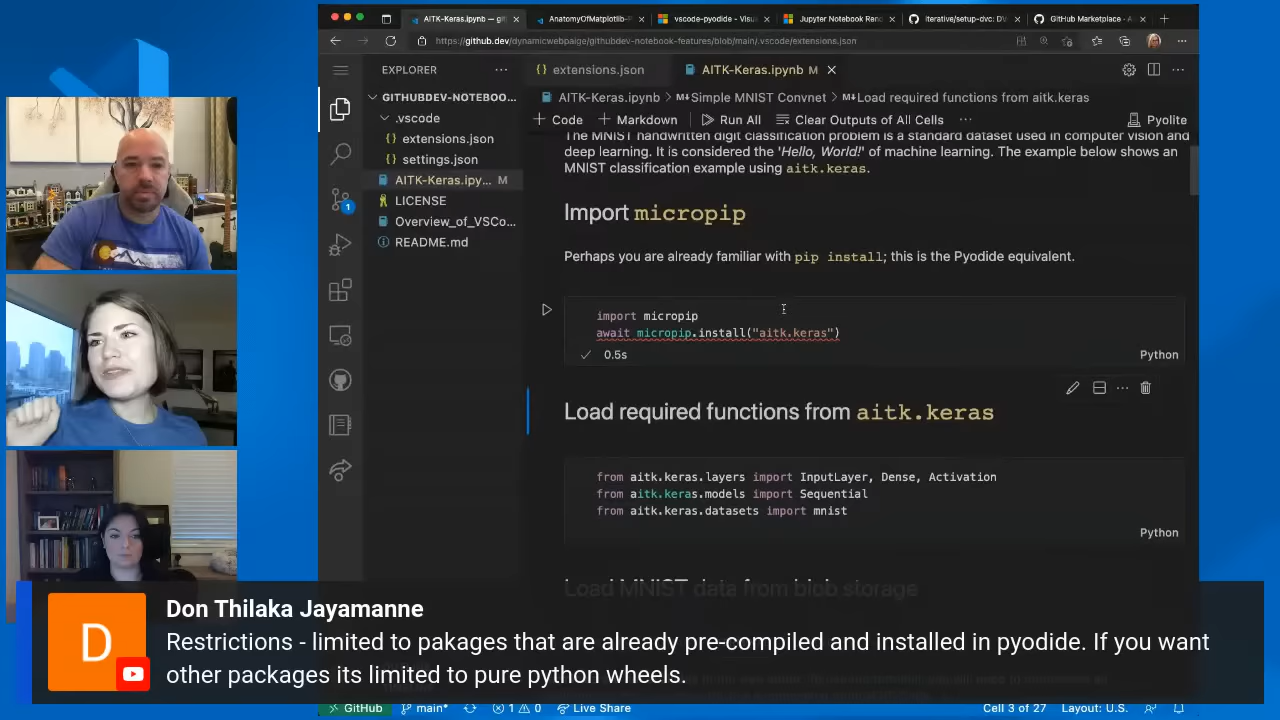 AITK-Keras.ipynb — git
AnatomyOfMatplotlib-P
vscode-pyodide - Visua
Jupyter Notebook Rend
iterative/setup-dvc: DV
GitHub Marketplace - A
https://github.dev/dynamicwebpaige/githubdev-notebook-features/blob/main/.vscode/extensions.json
EXPLORER
extensions.json
AITK-Keras.ipynb M
GITHUBDEV-NOTEBOO...
.vscode
extensions.json
settings.json
AITK-Keras.ipy... M
LICENSE
Overview_of_VSCo...
README.md
1
AITK-Keras.ipynb > Simple MNIST Convnet > Load required functions from aitk.keras
+ Code + Markdown Run All Clear Outputs of All Cells ... Pyolite
The MNIST handwritten digit classification problem is a standard dataset used in computer vision and
deep learning. It is considered the 'Hello, World!' of machine learning. The example below shows an
MNIST classification example using aitk.keras.
Import micropip
Perhaps you are already familiar with pip install; this is the Pyodide equivalent.
import micropip
await micropip.install("aitk.keras")
0.5s
Python
Load required functions from aitk.keras
from aitk.keras.layers import InputLayer, Dense, Activation
from aitk.keras.models import Sequential
from aitk.keras.datasets import mnist
Python
Load MNIST data from blob storage
D
Don Thilaka Jayamanne
Restrictions - limited to pakages that are already pre-compiled and installed in pyodide. If you want
other packages its limited to pure python wheels.
GitHub main* 1 0 Live Share
Cell 3 of 27 Layout: U.S.